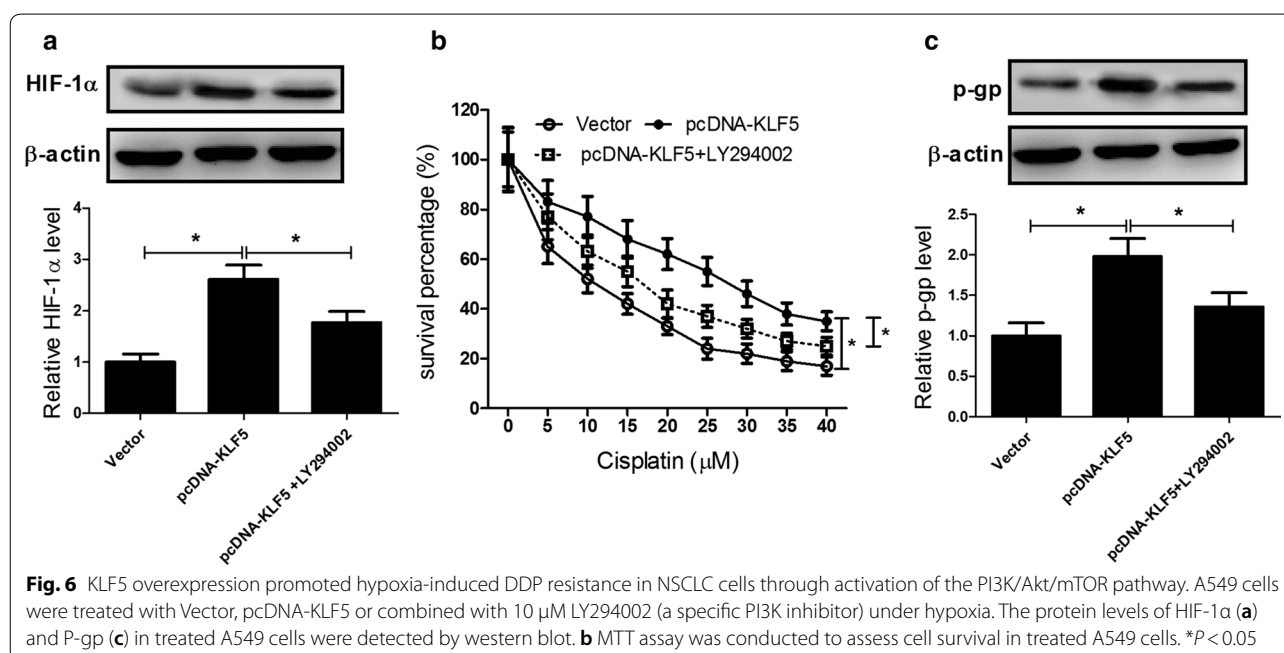 a
HIF-1α
β-actin
Relative HIF-1α level
4
3
2
1
0
*
*
Vector
pcDNA-KLF5
pcDNA-KLF5 +LY294002
b
survival percentage (%)
120
100
80
60
40
20
0
Vector
pcDNA-KLF5
pcDNA-KLF5+LY294002
*
*
0 5 10 15 20 25 30 35 40
Cisplatin (μM)
c
p-gp
β-actin
Relative p-gp level
2.5
2.0
1.5
1.0
0.5
0.0
*
*
Vector
pcDNA-KLF5
pcDNA-KLF5+LY294002
Fig. 6 KLF5 overexpression promoted hypoxia-induced DDP resistance in NSCLC cells through activation of the PI3K/Akt/mTOR pathway. A549 cells
were treated with Vector, pcDNA-KLF5 or combined with 10 μM LY294002 (a specific PI3K inhibitor) under hypoxia. The protein levels of HIF-1α (a)
and P-gp (c) in treated A549 cells were detected by western blot. b MTT assay was conducted to assess cell survival in treated A549 cells. *P < 0.05